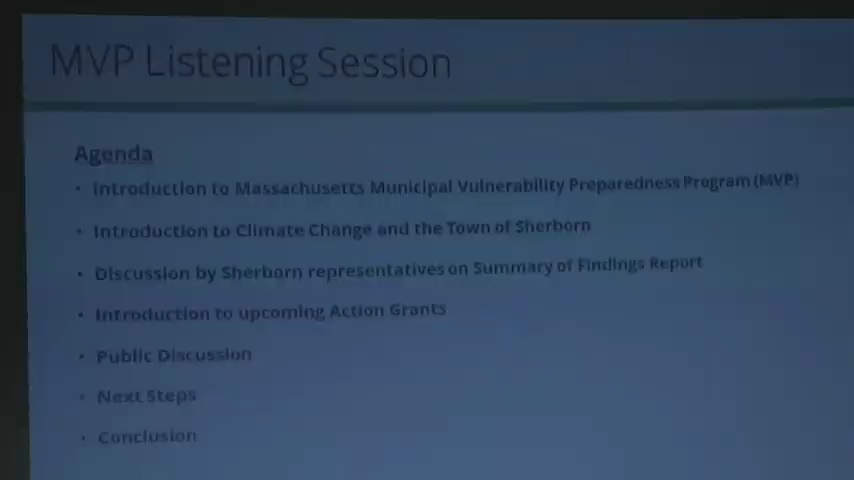 MVP Listening Session
Agenda
• Introduction to Massachusetts Municipal Vulnerability Preparedness Program (MVP)
• Introduction to Climate Change and the Town of Sherborn
• Discussion by Sherborn representatives on Summary of Findings Report
• Introduction to upcoming Action Grants
• Public Discussion
• Next Steps
• Conclusion